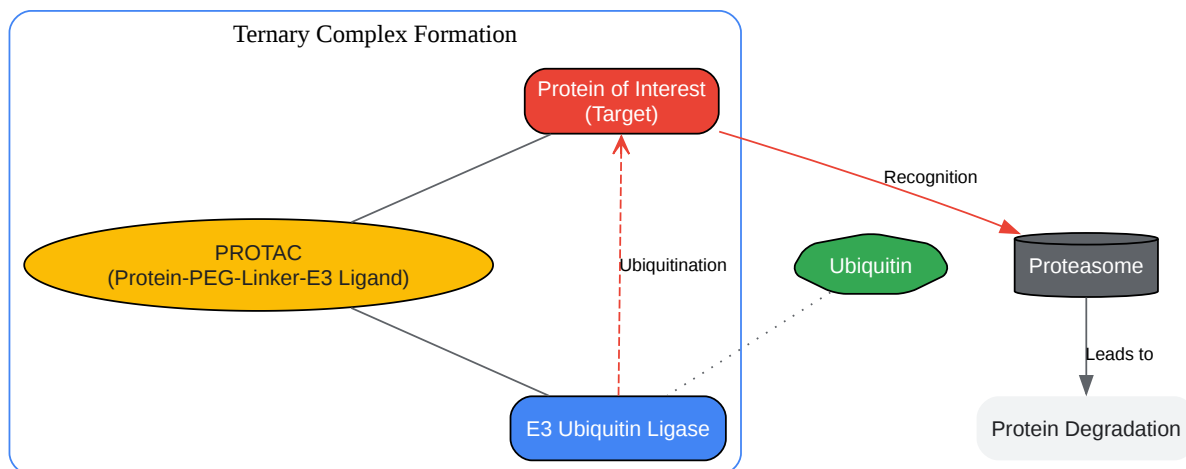 Ternary Complex Formation
Protein of Interest
(Target)
Recognition
PROTAC
(Protein-PEG-Linker-E3 Ligand)
Ubiquitination
Ubiquitin
Proteasome
Leads to
E3 Ubiquitin Ligase
Protein Degradation